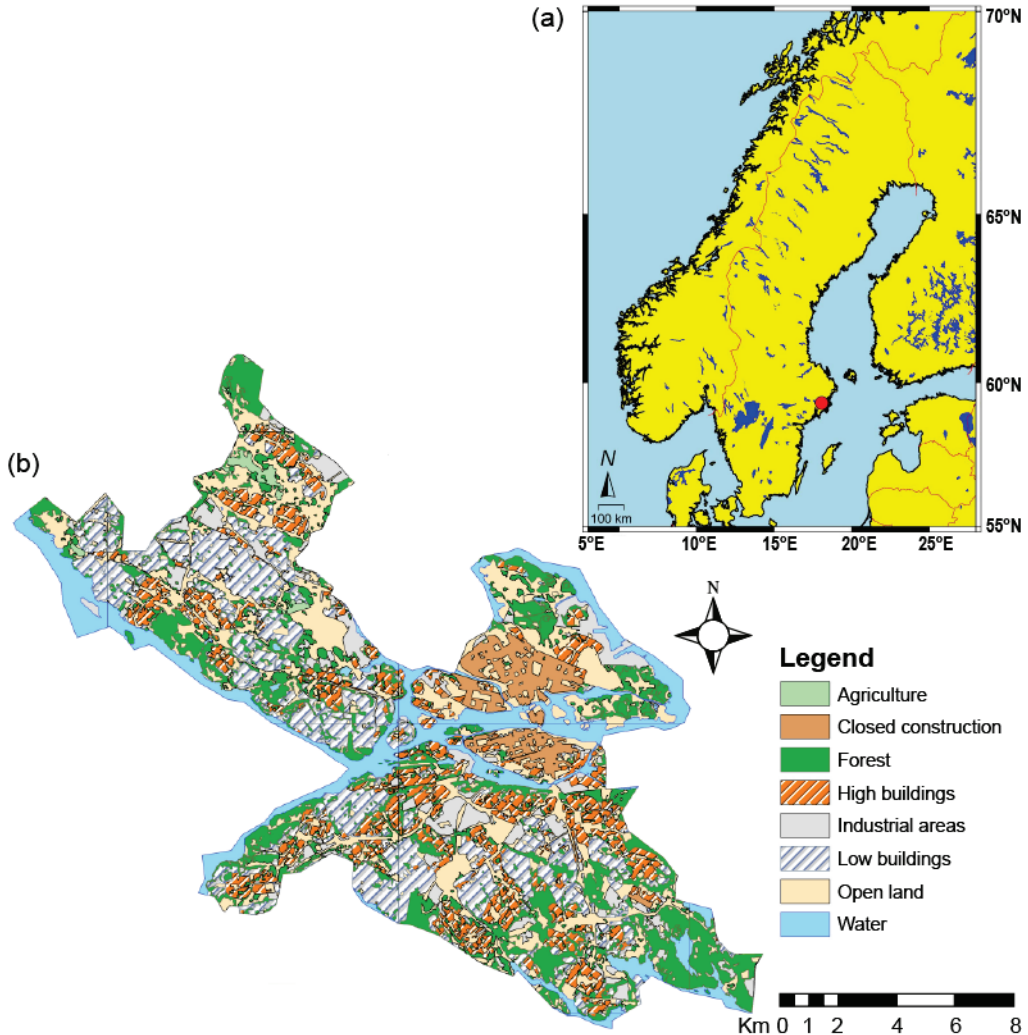 (a)
70°N
65°N
60°N
55°N
N
100 km
5°E 10°E 15°E 20°E 25°E
(b)
N
Legend
Agriculture
Closed construction
Forest
High buildings
Industrial areas
Low buildings
Open land
Water
Km 0 1 2 4 6 8